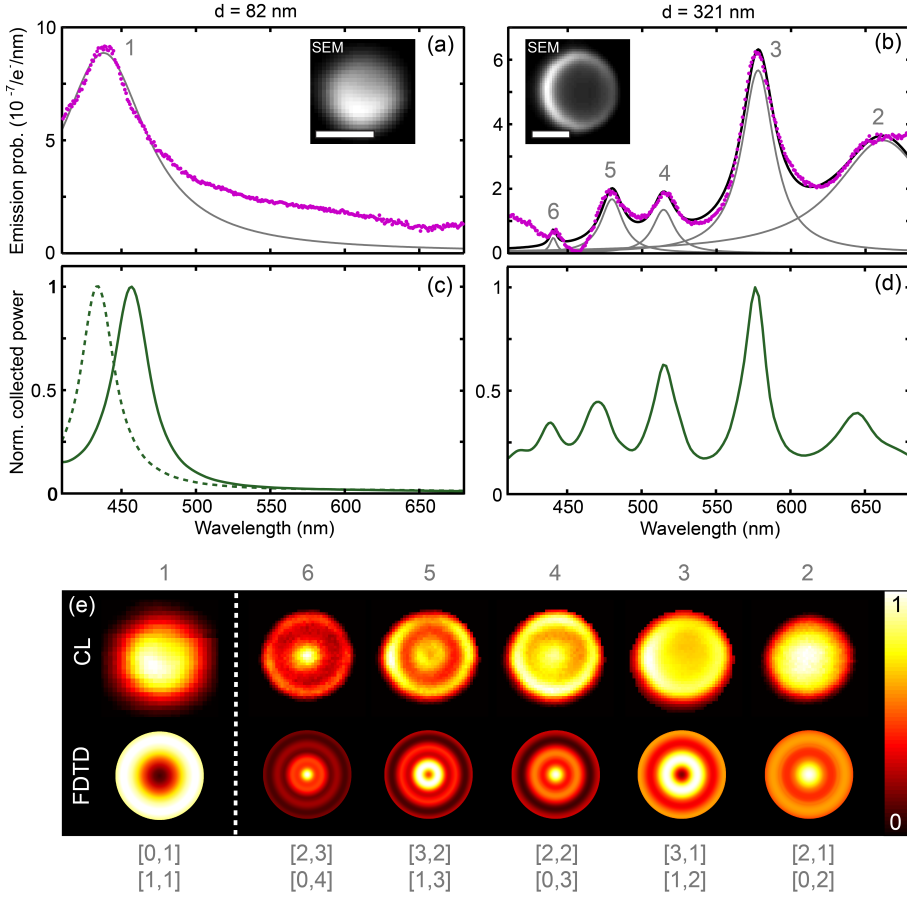 d = 82 nm
d = 321 nm
Emission prob. (10⁻⁷/e⁻/nm)
10
5
0
1
SEM
(a)
6
4
2
0
SEM
(b)
3
2
5
4
6
Norm. collected power
1
0.5
0
(c)
450 500 550 600 650
Wavelength (nm)
1
0.5
0
(d)
450 500 550 600 650
Wavelength (nm)
1 6 5 4 3 2
(e)
CL
FDTD
1
0
[0,1] [2,3] [3,2] [2,2] [3,1] [2,1]
[1,1] [0,4] [1,3] [0,3] [1,2] [0,2]